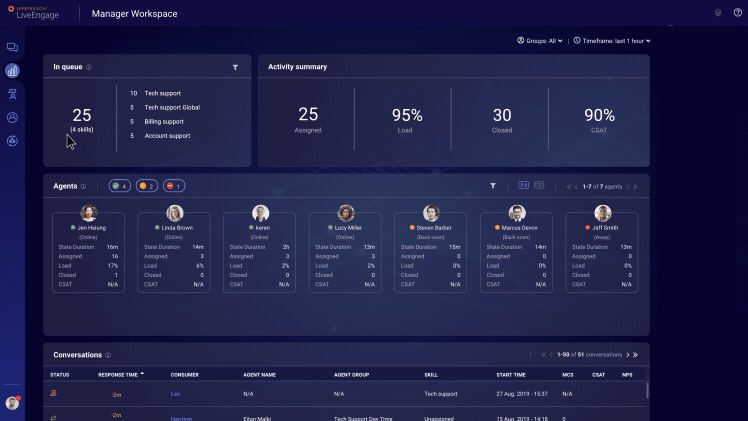 LIVEPERSON
LiveEngage
Manager Workspace
Groups: All
Timeframe: last 1 hour
In queue
25
(4 skills)
10 Tech support
5 Tech support Global
5 Billing support
5 Account support
Activity summary
25
Assigned
95%
Load
30
Closed
90%
CSAT
Agents
4
2
1
1-7 of 7 agents
Jen Hsiung
(Online)
State Duration 16m
Assigned 16
Load 17%
Closed 1
CSAT N/A
Linda Brown
(Online)
State Duration 14m
Assigned 3
Load 6%
Closed 0
CSAT N/A
keren
(Online)
State Duration 2h
Assigned 3
Load 2%
Closed 0
CSAT N/A
Lucy Miller
(Online)
State Duration 13m
Assigned 3
Load 2%
Closed 0
CSAT N/A
Steven Barber
(Back soon)
State Duration 15m
Assigned 0
Load 0%
Closed 0
CSAT N/A
Marcus Devon
(Back soon)
State Duration 14m
Assigned 0
Load 0%
Closed 0
CSAT N/A
Jeff Smith
(Away)
State Duration 13m
Assigned 0
Load 0%
Closed 0
CSAT N/A
Conversations
1-50 of 51 conversations
STATUS RESPONSE TIME CONSUMER AGENT NAME AGENT GROUP SKILL START TIME MCS CSAT NPS
-2m Leo N/A N/A Tech support 27 Aug. 2019 - 15:37 N/A
-2m Harrison Eitan Malki Tech Support Day Time Unassigned 15 Aug. 2019 - 14:18 0